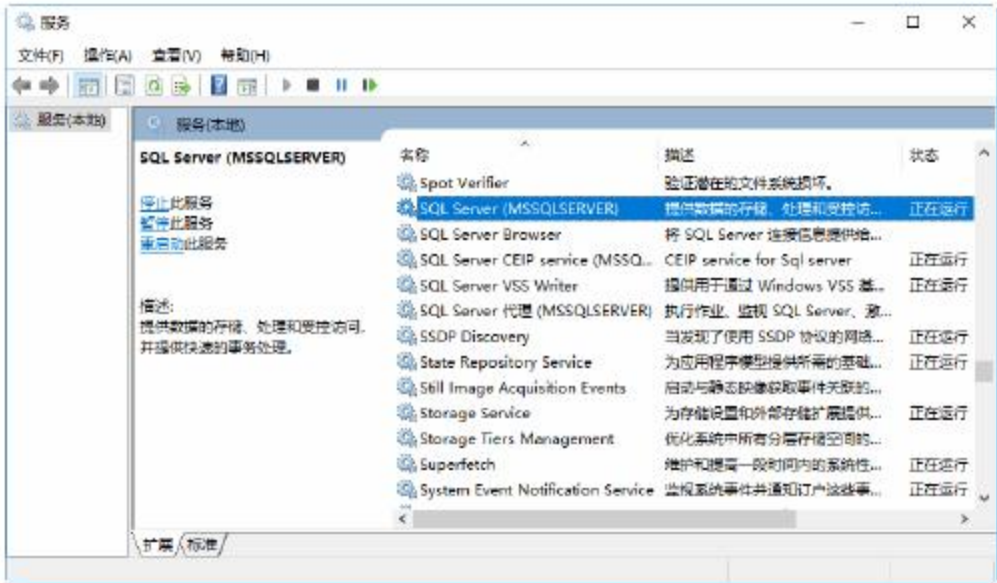 服务
文件(F) 操作(A) 查看(V) 帮助(H)
服务(本地)
服务(本地)
SQL Server (MSSQLSERVER)
停止此服务
暂停此服务
重启动此服务
描述:
提供数据的存储、处理和受控访问,
并提供快速的事务处理。
名称 描述 状态
Spot Verifier 验证潜在的文件系统损坏。
SQL Server (MSSQLSERVER) 提供数据的存储、处理和受控访... 正在运行
SQL Server Browser 将 SQL Server 连接信息提供给...
SQL Server CEIP service (MSSQ... CEIP service for Sql server 正在运行
SQL Server VSS Writer 提供用于通过 Windows VSS 基... 正在运行
SQL Server 代理 (MSSQLSERVER) 执行作业、监视 SQL Server、激...
SSDP Discovery 当发现了使用 SSDP 协议的网络... 正在运行
State Repository Service 为应用程序模型提供所需的基础... 正在运行
Still Image Acquisition Events 启动与静态映像获取事件关联的...
Storage Service 为存储设置和外部存储扩展提供... 正在运行
Storage Tiers Management 优化系统中所有分层存储空间的...
Superfetch 维护和提高一段时间内的系统性... 正在运行
System Event Notification Service 监视系统事件并通知订户这些事... 正在运行
扩展 标准